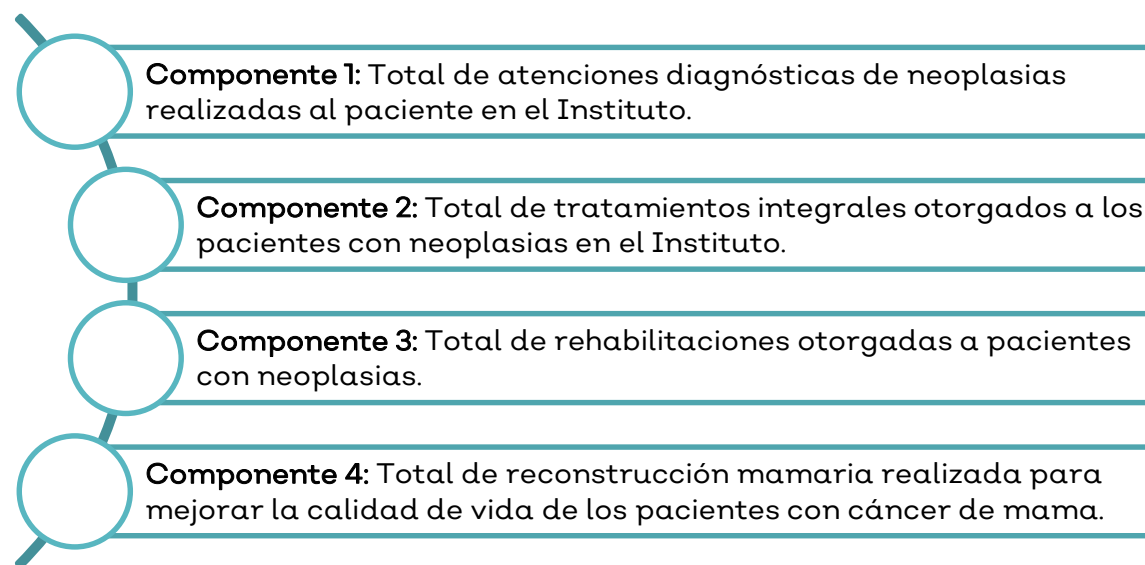 Componente 1: Total de atenciones diagnósticas de neoplasias
realizadas al paciente en el Instituto.
Componente 2: Total de tratamientos integrales otorgados a los
pacientes con neoplasias en el Instituto.
Componente 3: Total de rehabilitaciones otorgadas a pacientes
con neoplasias.
Componente 4: Total de reconstrucción mamaria realizada para
mejorar la calidad de vida de los pacientes con cáncer de mama.